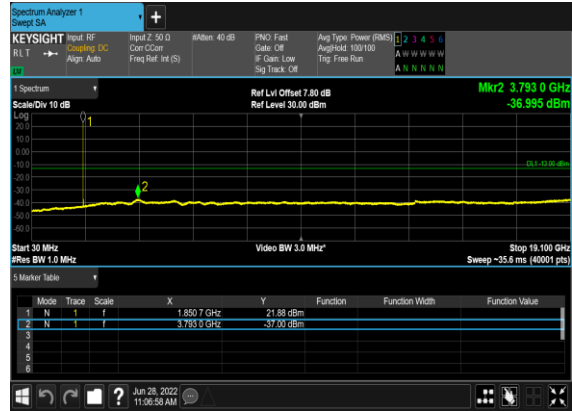 Spectrum Analyzer 1
Swept SA
+
KEYSIGHT Input: RF Input Z: 50 Ω #Atten: 40 dB PNO: Fast Avg Type: Power (RMS) 1 2 3 4 5 6
R L T Coupling: DC Corr CCorr Gate: Off Avg|Hold: 100/100 A W W W W W
Align: Auto Freq Ref: Int (S) IF Gain: Low Trig: Free Run
Sig Track: Off A N N N N N
1 Spectrum Ref Lvl Offset 7.80 dB Mkr2 3.793 0 GHz
Scale/Div 10 dB Ref Level 30.00 dBm -36.995 dBm
Log
1
20.0
10.0
0.00
-10.0
DL1 -13.00 dBm
-20.0
-30.0
2
-40.0
-50.0
-60.0
Start 30 MHz Video BW 3.0 MHz* Stop 19.100 GHz
#Res BW 1.0 MHz Sweep ~35.6 ms (40001 pts)
5 Marker Table
Mode Trace Scale X Y Function Function Width Function Value
1 N 1 f 1.850 7 GHz 21.88 dBm
2 N 1 f 3.793 0 GHz -37.00 dBm
3
4
5
6
? Jun 28, 2022
11:06:58 AM